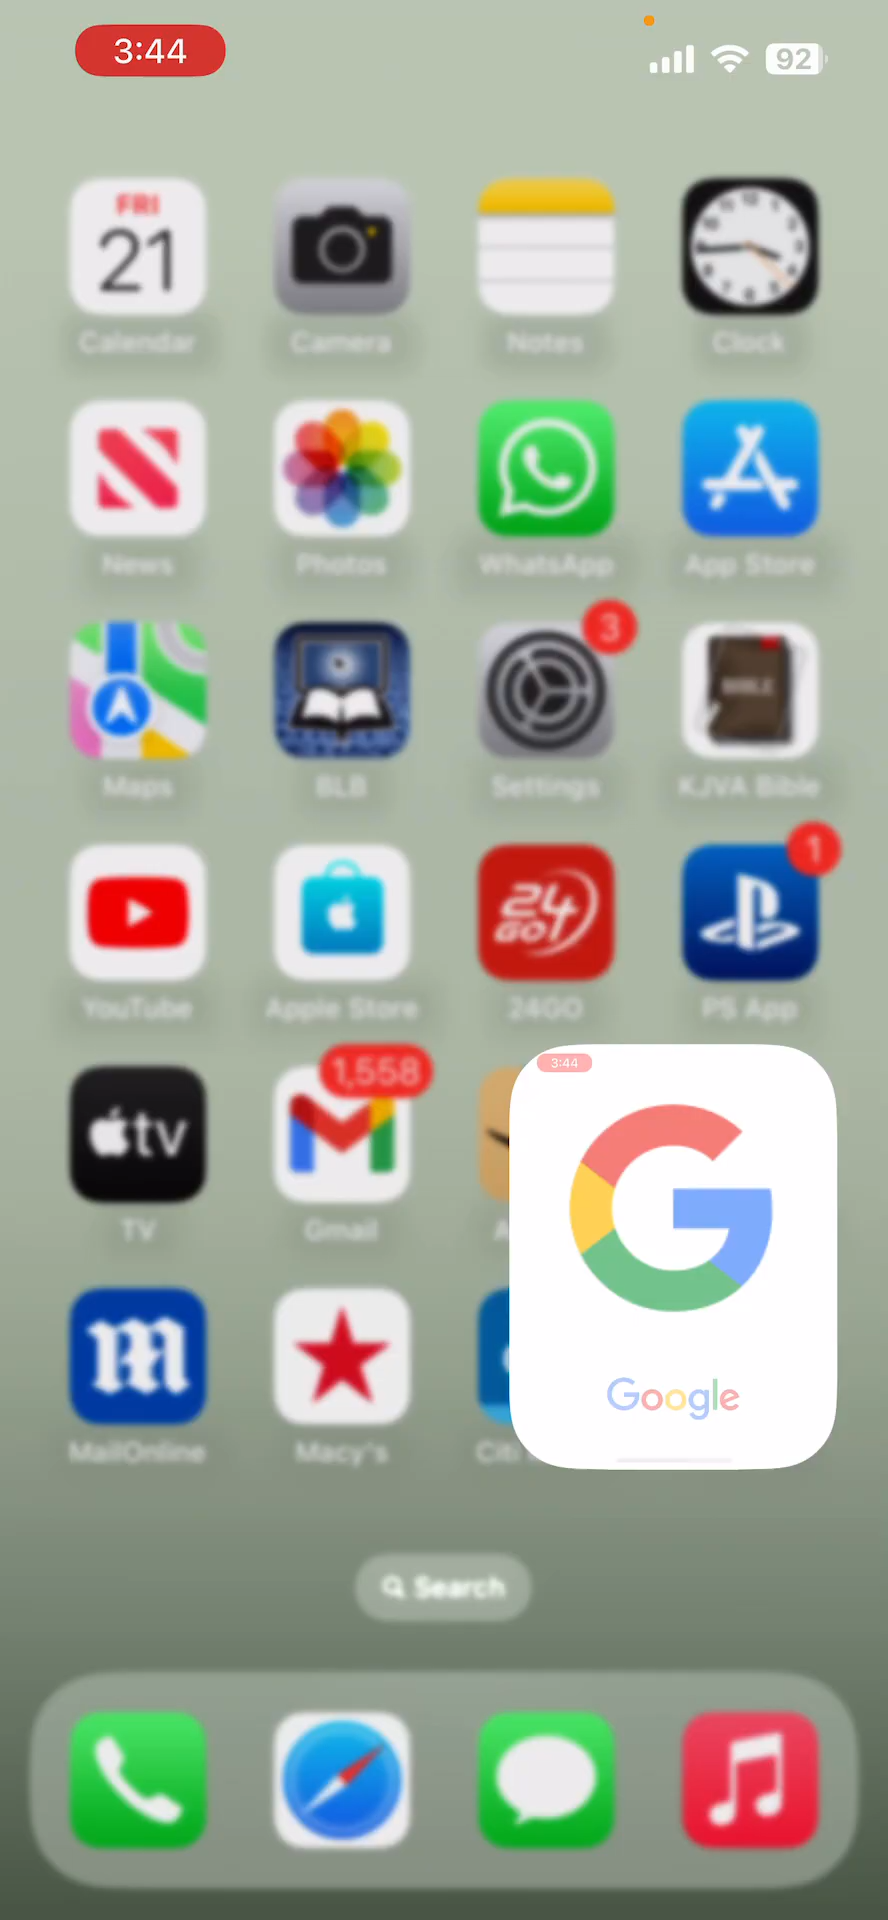 3:44
92
FRI
21
Calendar
Camera
Notes
Clock
News
Photos
WhatsApp
App Store
3
BIBLE
Maps
BLB
Settings
KJVA Bible
1
24
GO
YouTube
Apple Store
24GO
PS App
1,558
tv
3:44
TV
Gmail
A
Google
MailOnline
Macy's
Citi
Search